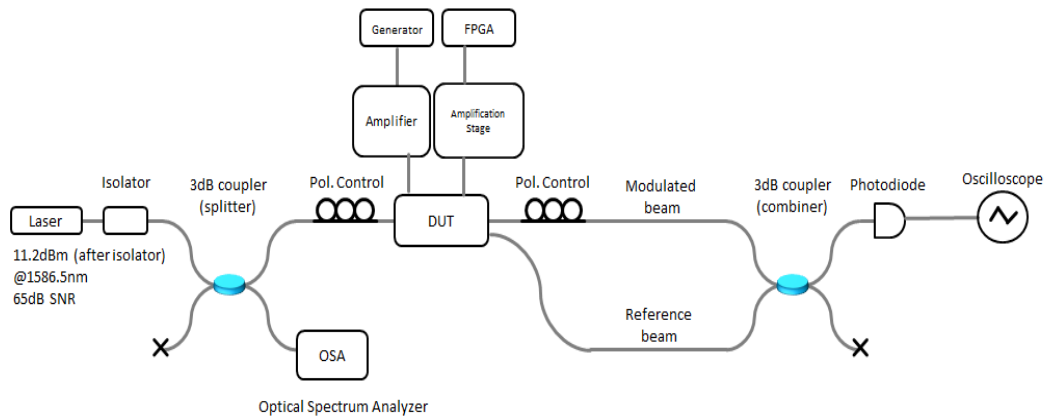 Generator
FPGA
Amplifier
Amplification
Stage
Isolator
3dB coupler
(splitter)
Pol. Control
Pol. Control
Modulated
beam
3dB coupler
(combiner)
Photodiode
Oscilloscope
Laser
DUT
11.2dBm (after isolator)
@1586.5nm
65dB SNR
Reference
beam
OSA
Optical Spectrum Analyzer